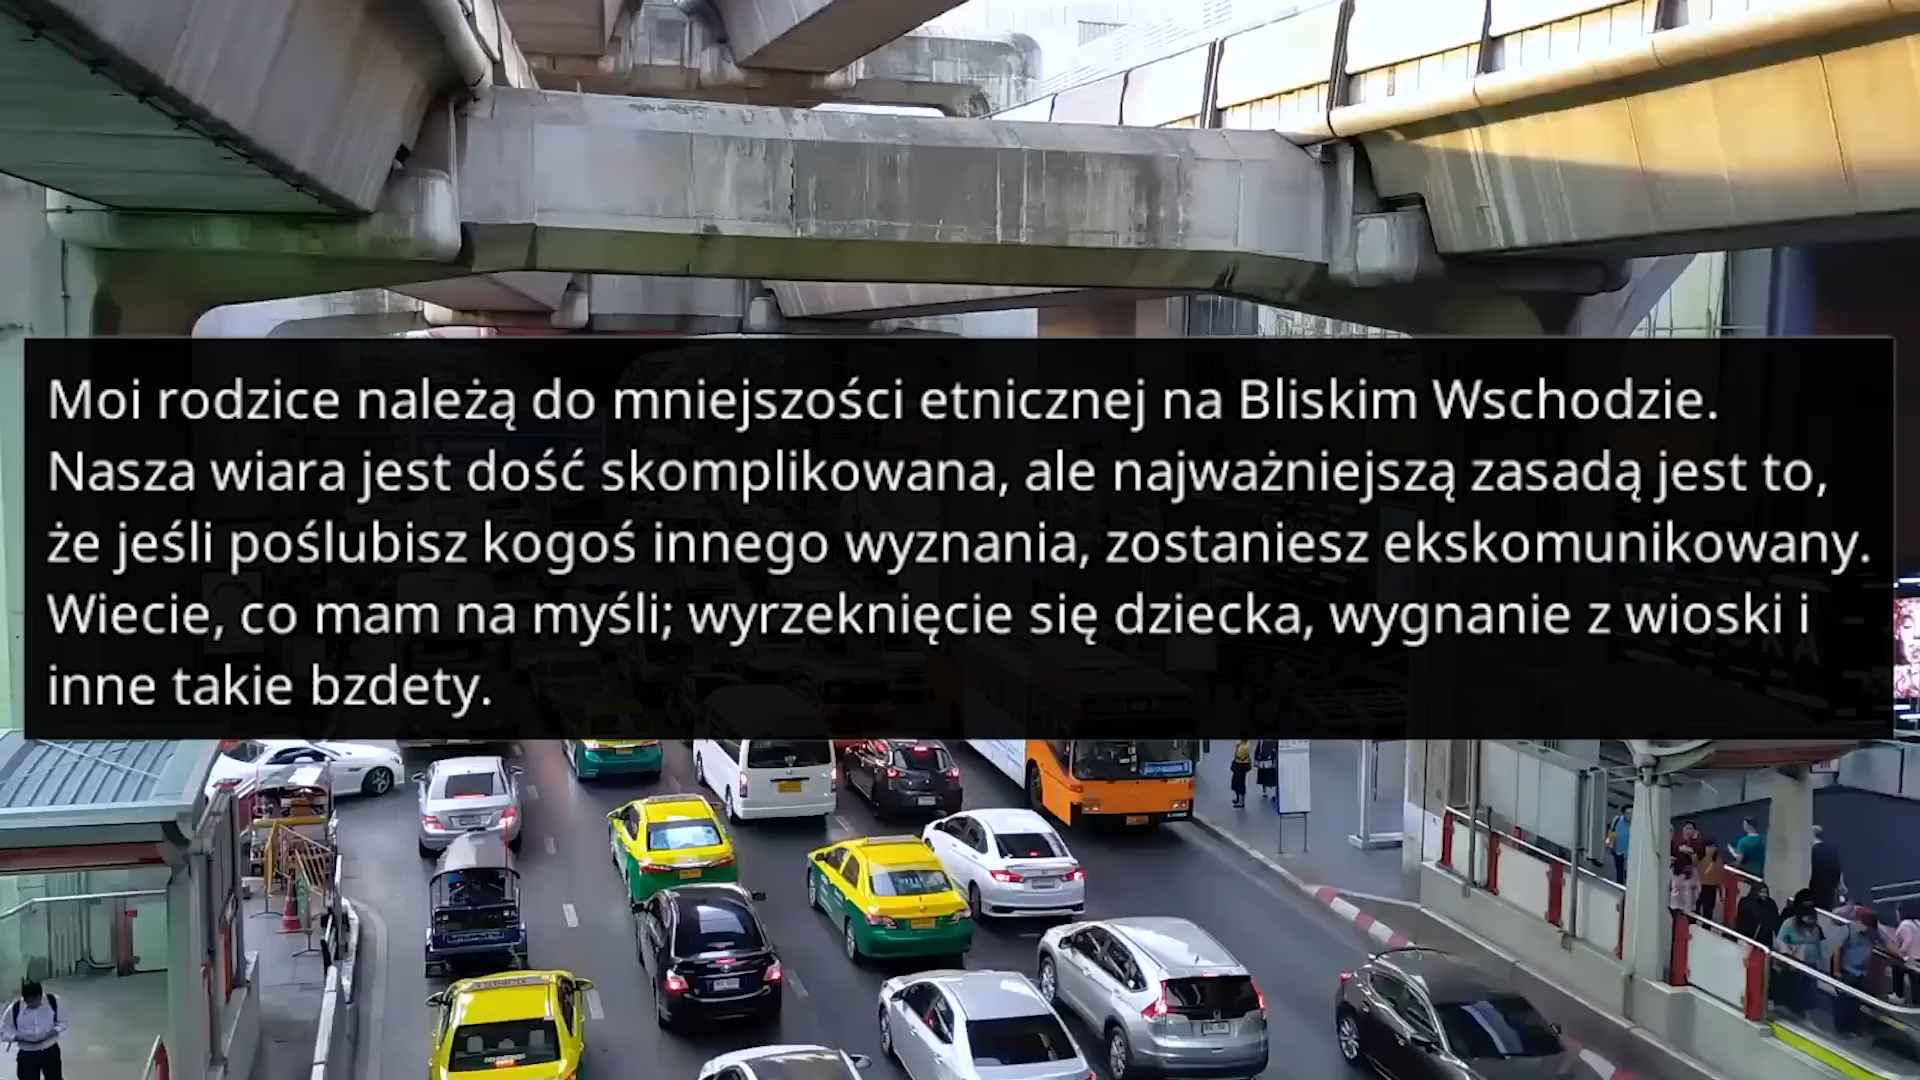 Moi rodzice należą do mniejszości etnicznej na Bliskim Wschodzie.
Nasza wiara jest dość skomplikowana, ale najważniejszą zasadą jest to,
że jeśli poślubisz kogoś innego wyznania, zostaniesz ekskomunikowany.
Wiecie, co mam na myśli; wyrzeknięcie się dziecka, wygnanie z wioski i
inne takie bzdety.